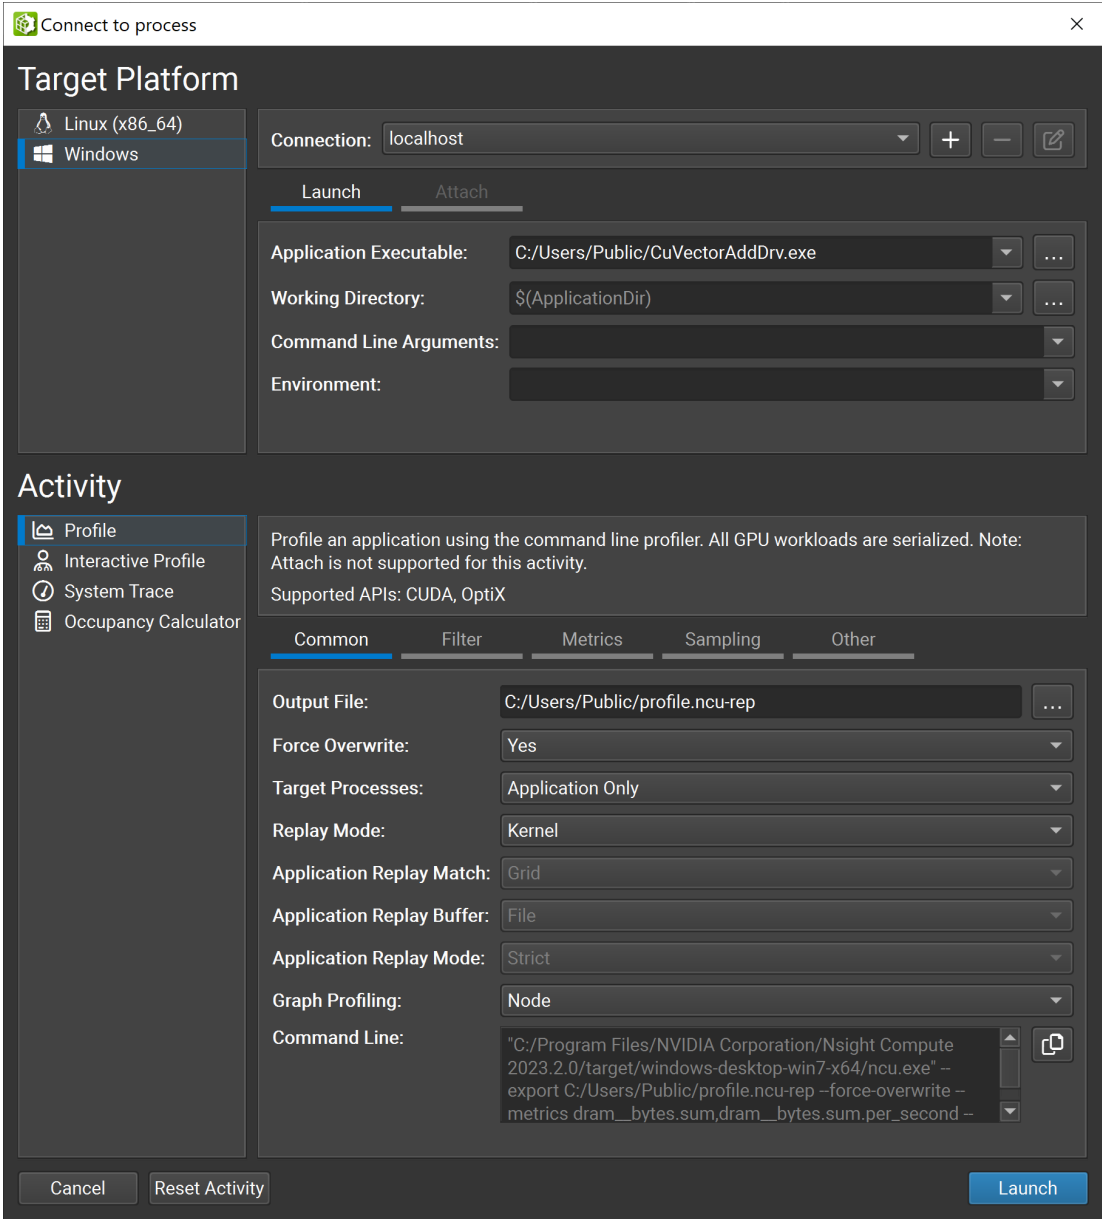 Connect to process
Target Platform
Linux (x86_64)
Windows
Connection: localhost
Launch Attach
Application Executable: C:/Users/Public/CuVectorAddDrv.exe ...
Working Directory: $(ApplicationDir) ...
Command Line Arguments:
Environment:
Activity
Profile
Interactive Profile
System Trace
Occupancy Calculator
Profile an application using the command line profiler. All GPU workloads are serialized. Note:
Attach is not supported for this activity.
Supported APIs: CUDA, OptiX
Common Filter Metrics Sampling Other
Output File: C:/Users/Public/profile.ncu-rep ...
Force Overwrite: Yes
Target Processes: Application Only
Replay Mode: Kernel
Application Replay Match: Grid
Application Replay Buffer: File
Application Replay Mode: Strict
Graph Profiling: Node
Command Line: "C:/Program Files/NVIDIA Corporation/Nsight Compute
2023.2.0/target/windows-desktop-win7-x64/ncu.exe" --
export C:/Users/Public/profile.ncu-rep --force-overwrite --
metrics dram__bytes.sum,dram__bytes.sum.per_second --
Cancel Reset Activity Launch